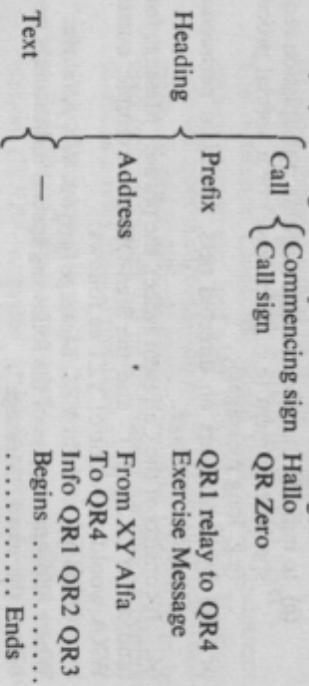 Heading Call Commencing sign Hallo
Call sign QR Zero
Prefix QR1 relay to QR4
Exercise Message
Address From XY Alfa
To QR4
Info QR1 QR2 QR3
Text — Begins . . . . . . . . . . .
. . . . . . . . . . . . Ends